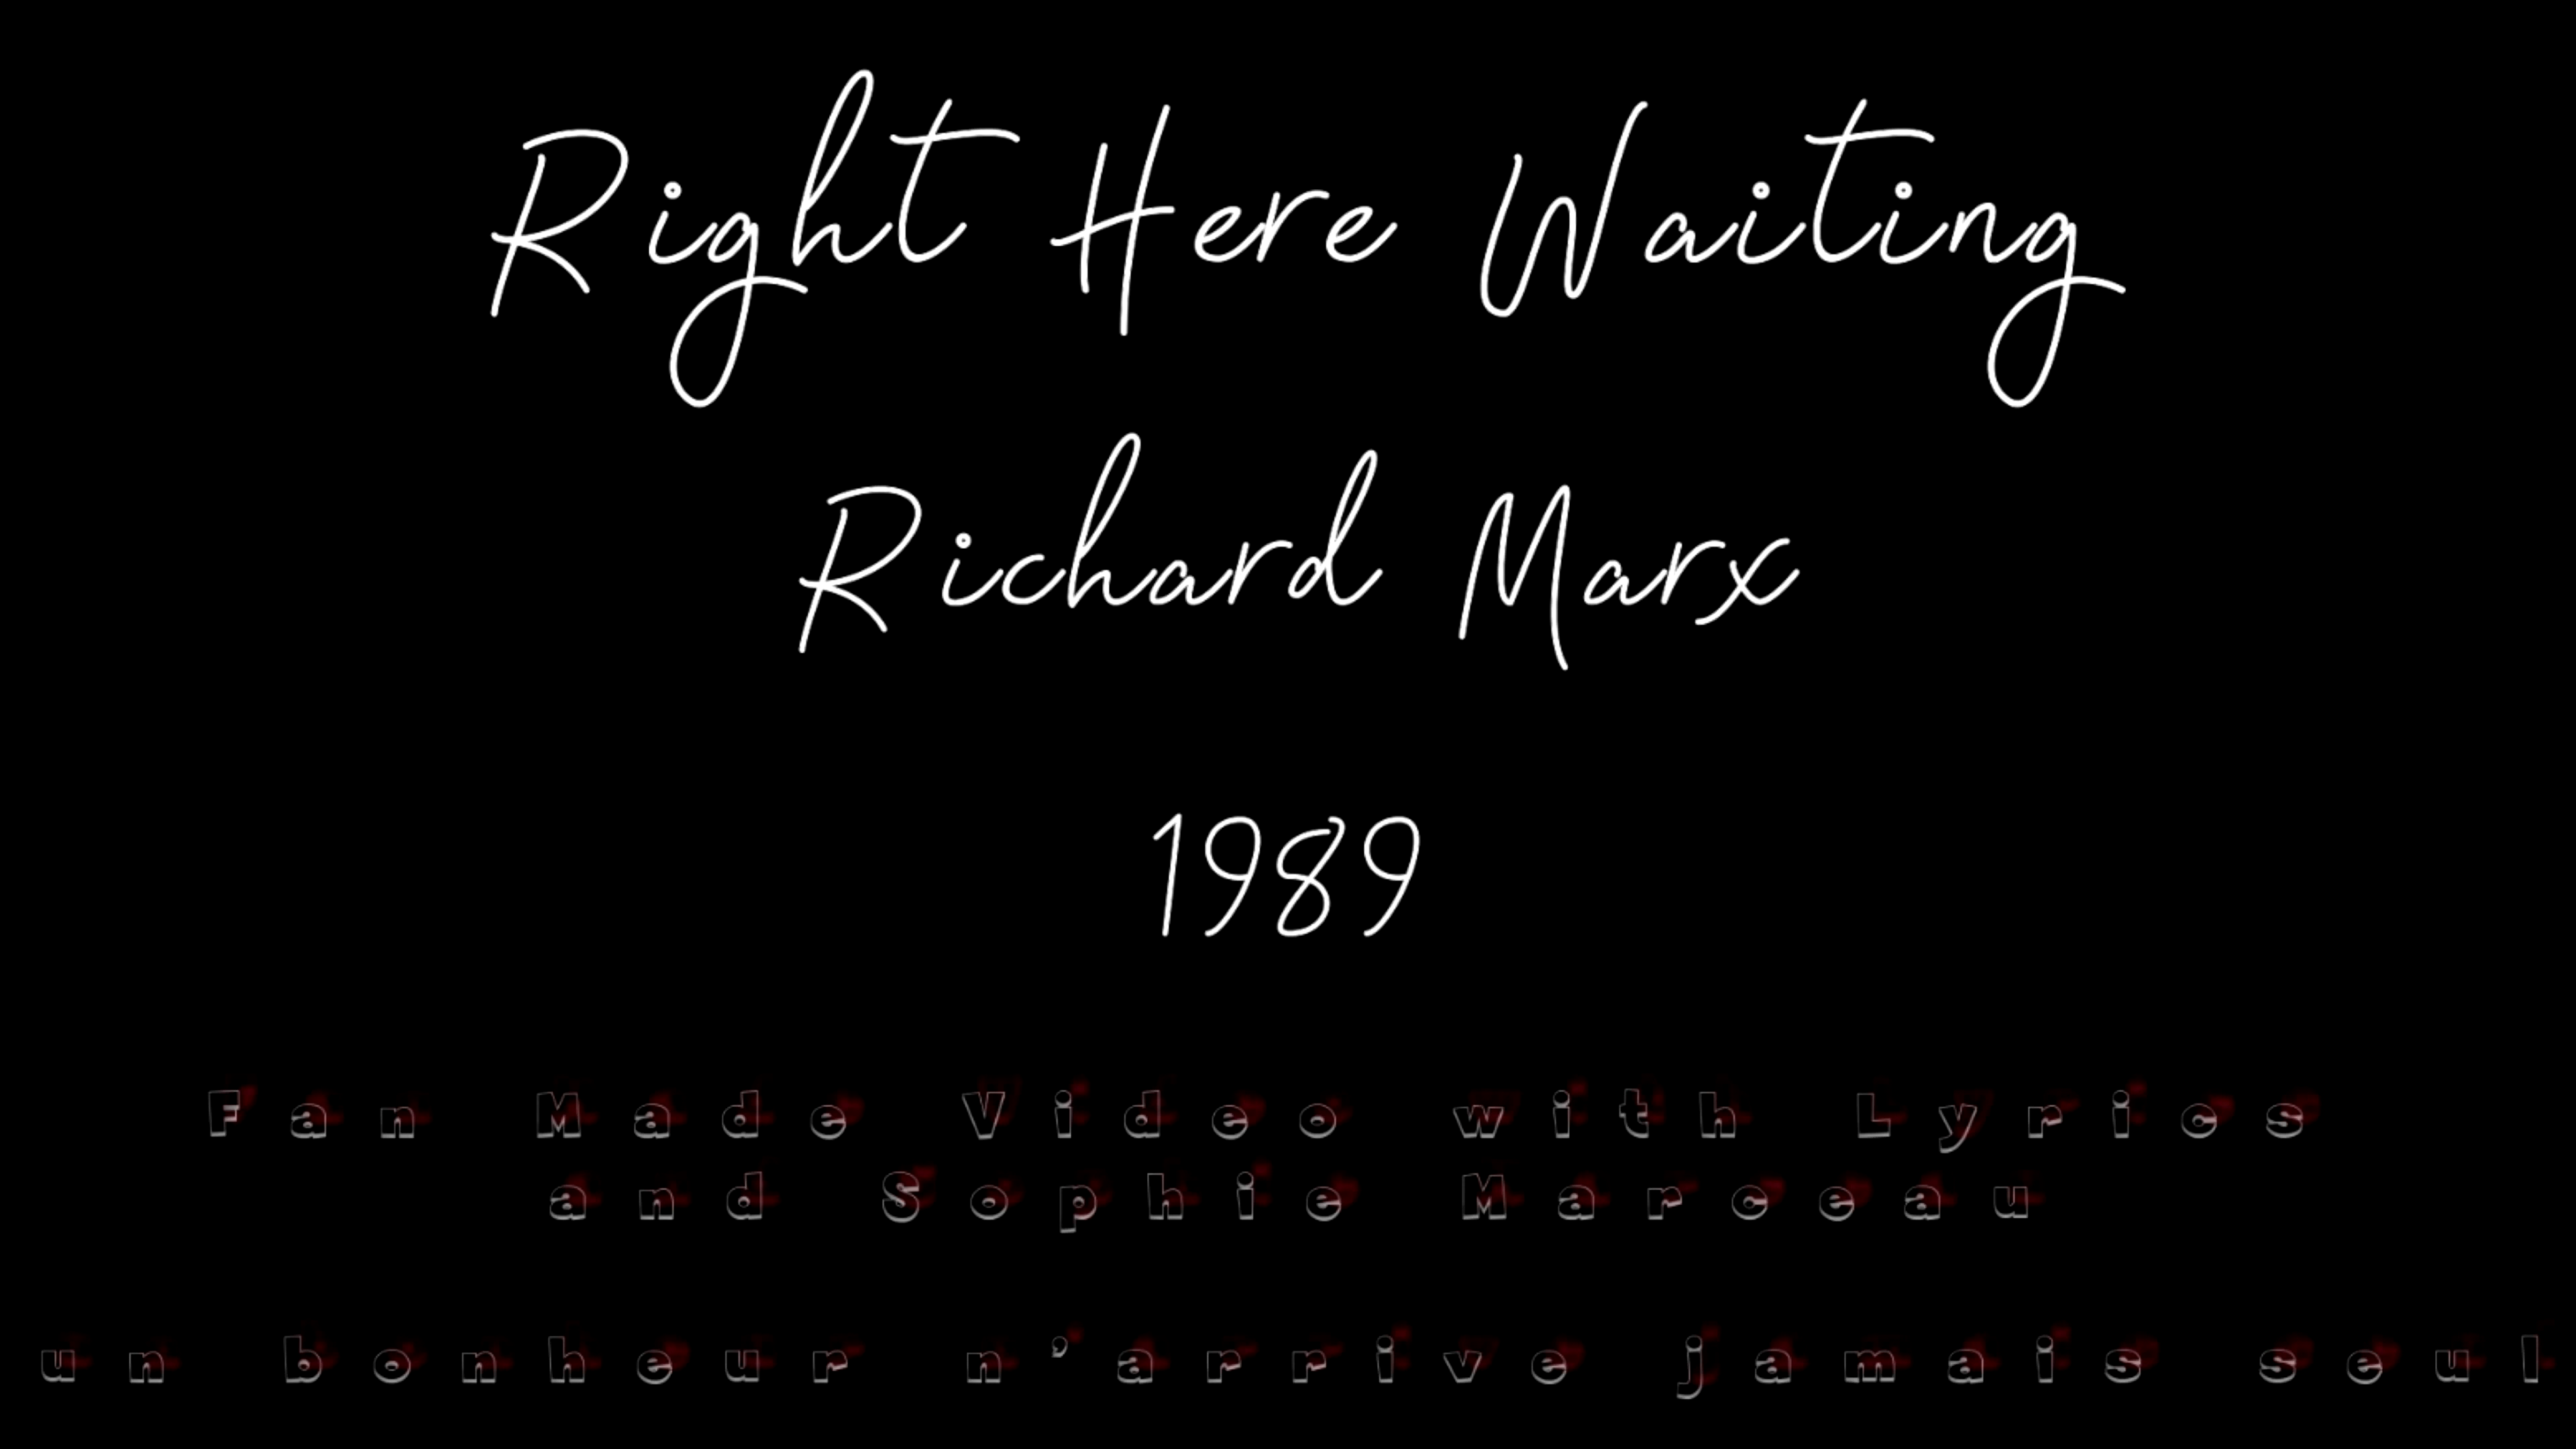 Right Here Waiting
Richard Marx
1989
Fan Made Video with Lyrics
and Sophie Marceau
un bonheur n'arrive jamais seul